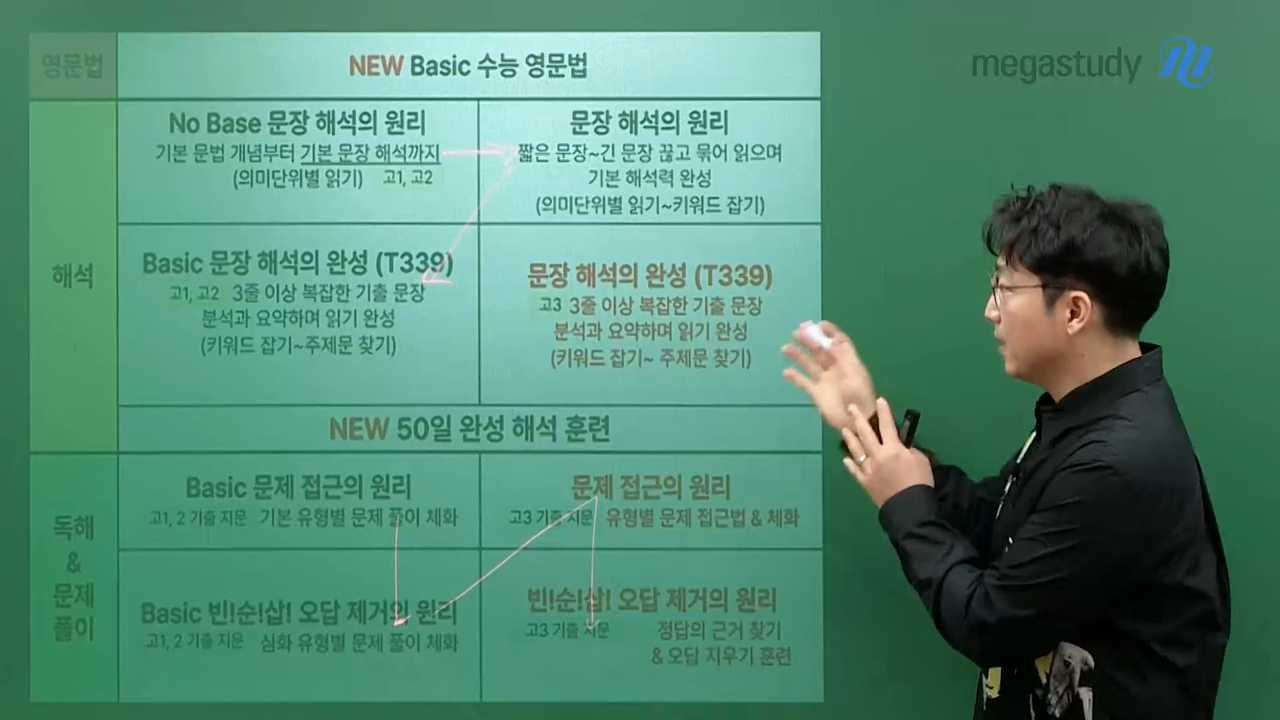 영문법
NEW Basic 수능 영문법
megastudy
해석
No Base 문장 해석의 원리
기본 문법 개념부터 기본 문장 해석까지
(의미단위별 읽기) 고1, 고2
문장 해석의 원리
짧은 문장~긴 문장 끊고 묶어 읽으며
기본 해석력 완성
(의미단위별 읽기~키워드 잡기)
Basic 문장 해석의 완성 (T339)
고1, 고2 3줄 이상 복잡한 기출 문장
분석과 요약하며 읽기 완성
(키워드 잡기~주제문 찾기)
문장 해석의 완성 (T339)
고3 3줄 이상 복잡한 기출 문장
분석과 요약하며 읽기 완성
(키워드 잡기~ 주제문 찾기)
NEW 50일 완성 해석 훈련
독해
&
문제
풀이
Basic 문제 접근의 원리
고1, 2 기출 지문 기본 유형별 문제 풀이 체화
문제 접근의 원리
고3 기출 지문 유형별 문제 접근법 & 체화
Basic 빈!순!삽! 오답 제거의 원리
고1, 2 기출 지문 심화 유형별 문제 풀이 체화
빈!순!삽! 오답 제거의 원리
고3 기출 지문 정답의 근거 찾기
& 오답 지우기 훈련